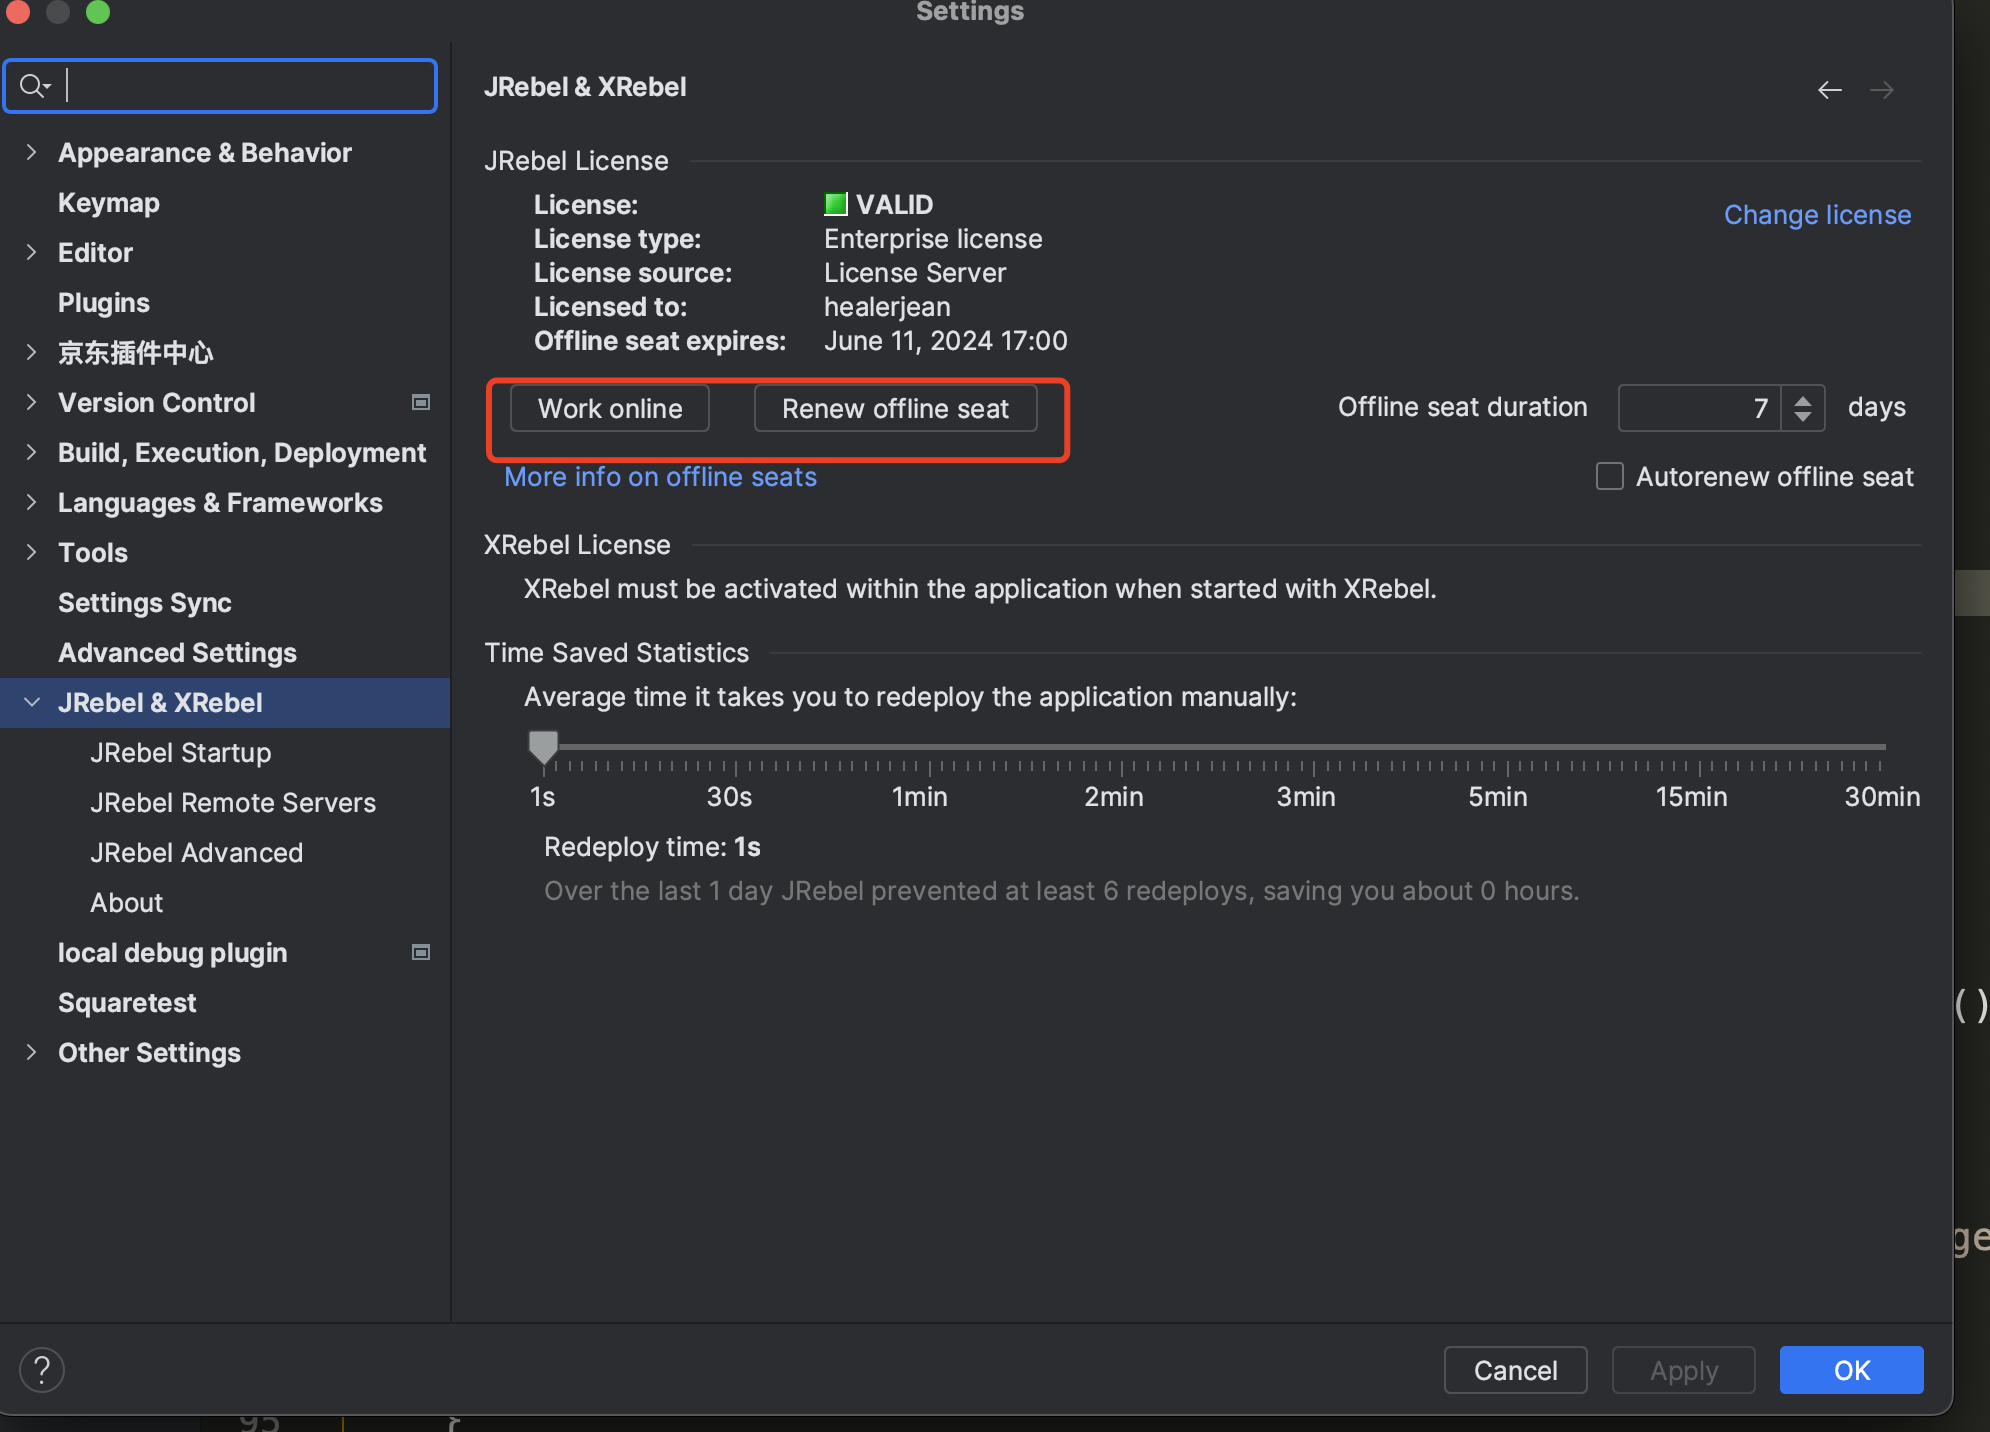 Settings
JRebel & XRebel
Appearance & Behavior
Keymap
Editor
Plugins
京东插件中心
Version Control
Build, Execution, Deployment
Languages & Frameworks
Tools
Settings Sync
Advanced Settings
JRebel & XRebel
JRebel Startup
JRebel Remote Servers
JRebel Advanced
About
local debug plugin
Squaretest
Other Settings
JRebel License
License: VALID
License type: Enterprise license
License source: License Server
Licensed to: healerjean
Offline seat expires: June 11, 2024 17:00
Change license
Work online Renew offline seat Offline seat duration 7 days
More info on offline seats Autorenew offline seat
XRebel License
XRebel must be activated within the application when started with XRebel.
Time Saved Statistics
Average time it takes you to redeploy the application manually:
1s 30s 1min 2min 3min 5min 15min 30min
Redeploy time: 1s
Over the last 1 day JRebel prevented at least 6 redeploys, saving you about 0 hours.
()
ge
? Cancel Apply OK
95 {